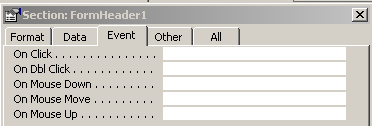 Section: FormHeader1
Format Data Event Other All
On Click . . . . . . . . . . . . . . . .
On Dbl Click . . . . . . . . . . . . .
On Mouse Down . . . . . . . . . .
On Mouse Move . . . . . . . . . .
On Mouse Up . . . . . . . . . . . .